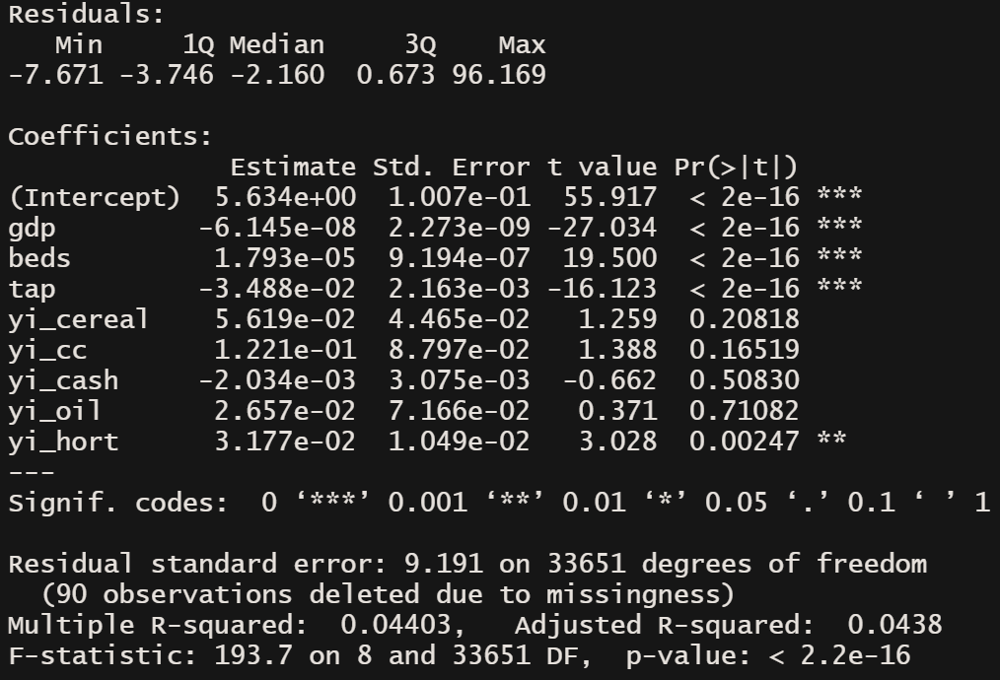 Residuals:
   Min     1Q Median     3Q    Max
-7.671 -3.746 -2.160  0.673 96.169

Coefficients:
              Estimate Std. Error t value Pr(>|t|)
(Intercept)  5.634e+00  1.007e-01  55.917  < 2e-16 ***
gdp         -6.145e-08  2.273e-09 -27.034  < 2e-16 ***
beds         1.793e-05  9.194e-07  19.500  < 2e-16 ***
tap         -3.488e-02  2.163e-03 -16.123  < 2e-16 ***
yi_cereal    5.619e-02  4.465e-02   1.259  0.20818
yi_cc        1.221e-01  8.797e-02   1.388  0.16519
yi_cash     -2.034e-03  3.075e-03  -0.662  0.50830
yi_oil       2.657e-02  7.166e-02   0.371  0.71082
yi_hort      3.177e-02  1.049e-02   3.028  0.00247 **
---
Signif. codes:  0 ‘***’ 0.001 ‘**’ 0.01 ‘*’ 0.05 ‘.’ 0.1 ‘ ’ 1

Residual standard error: 9.191 on 33651 degrees of freedom
  (90 observations deleted due to missingness)
Multiple R-squared:  0.04403,	Adjusted R-squared:  0.0438
F-statistic: 193.7 on 8 and 33651 DF,  p-value: < 2.2e-16